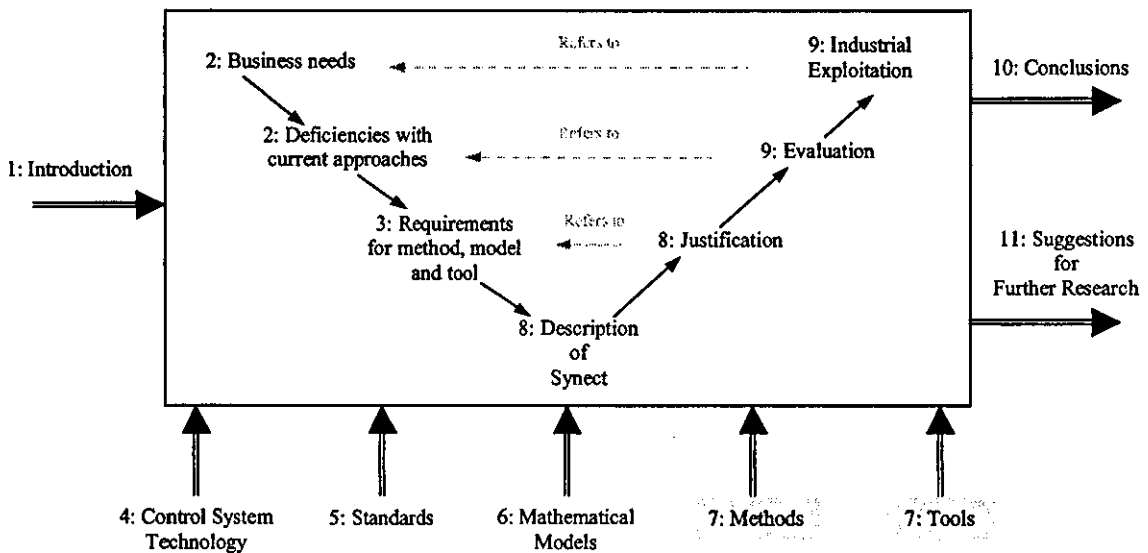 Refers to
2: Business needs
9: Industrial
Exploitation
10: Conclusions
Refers to
2: Deficiencies with
current approaches
9: Evaluation
1: Introduction
Refers to
3: Requirements
for method, model
and tool
8: Justification
11: Suggestions
for
Further Research
8: Description
of
Synect
4: Control System
Technology
5: Standards
6: Mathematical
Models
7: Methods
7: Tools